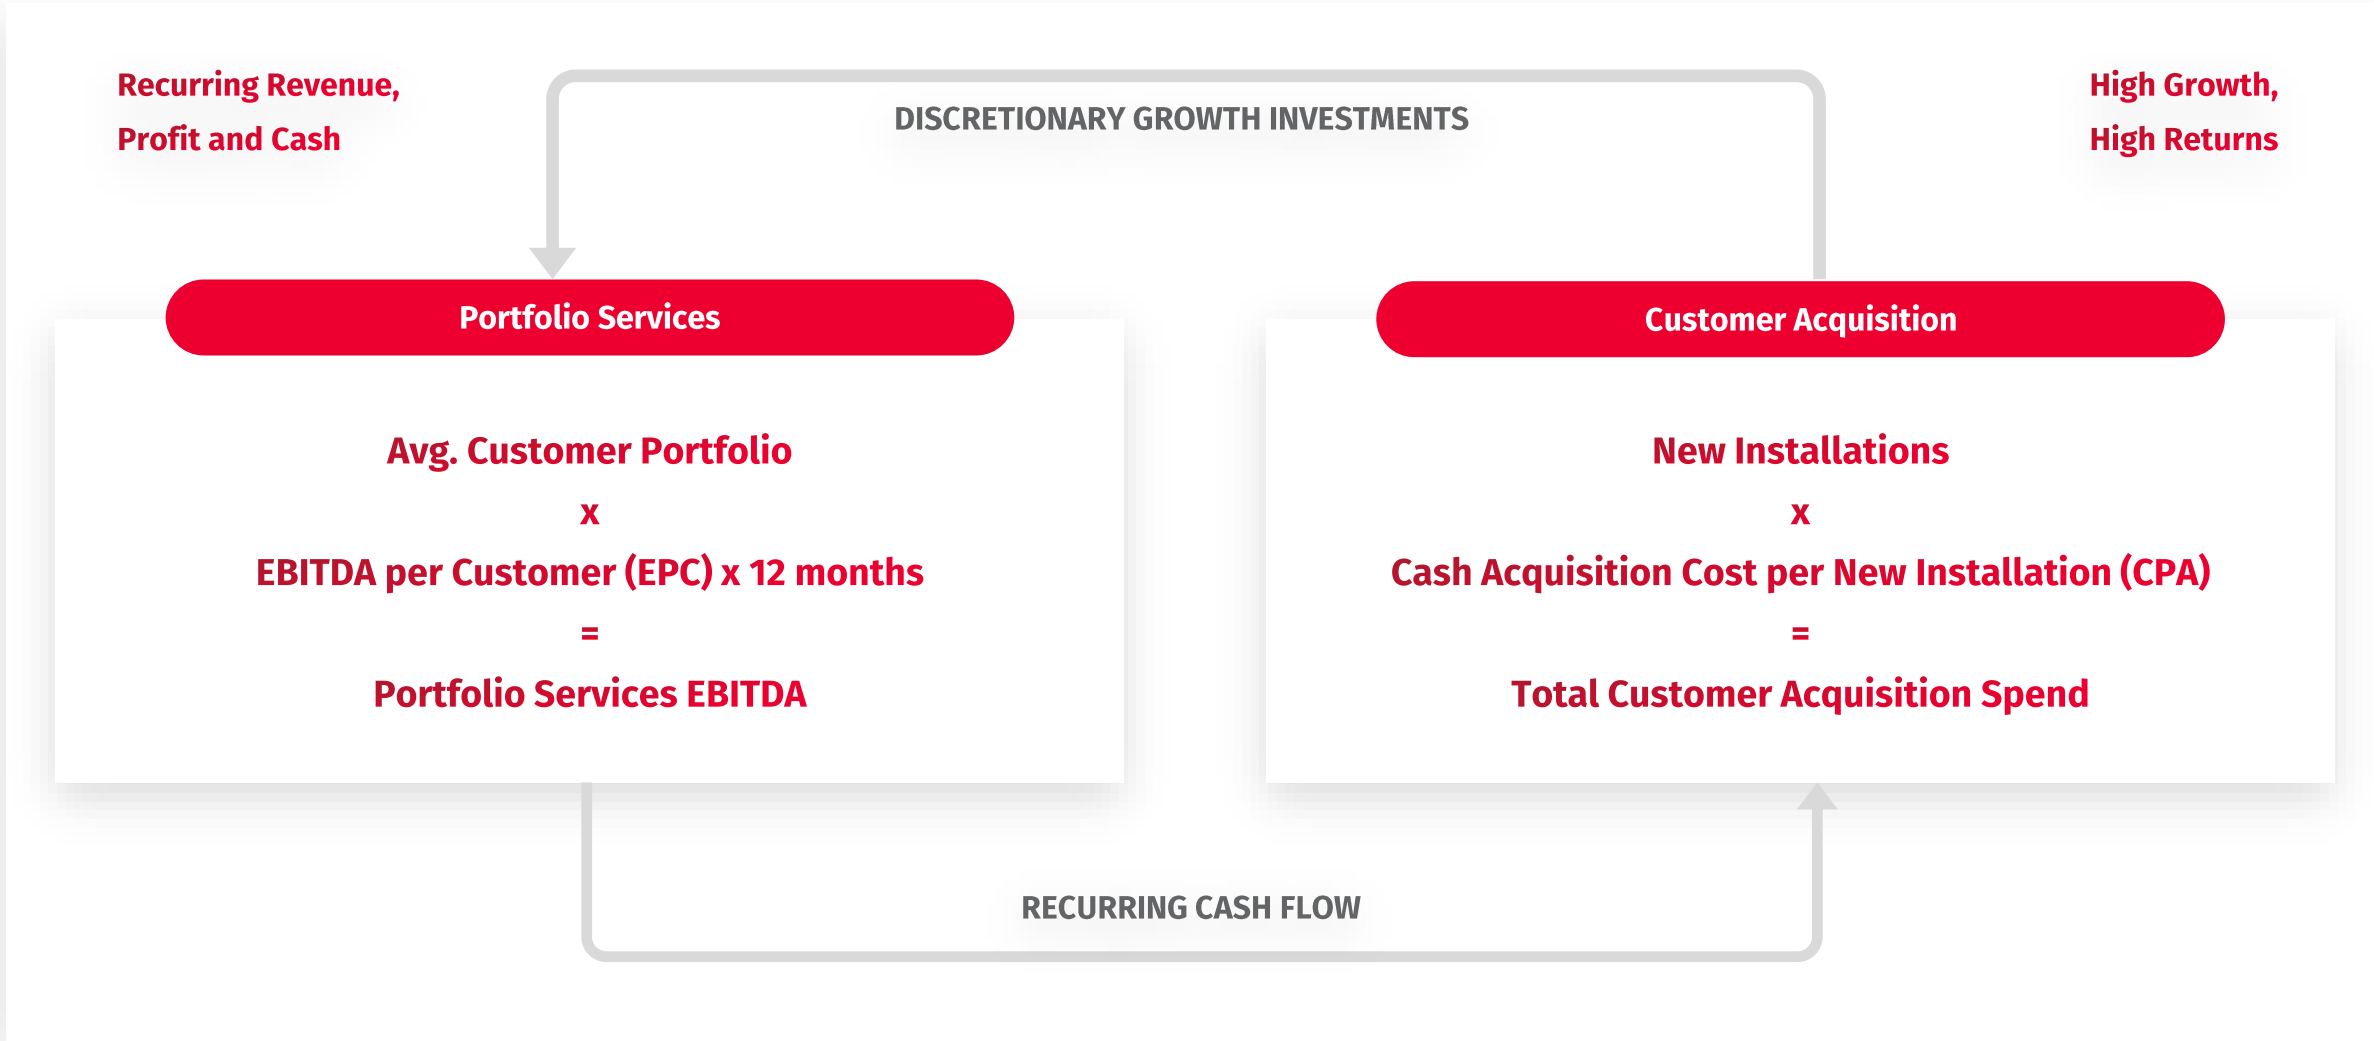 Recurring Revenue,
Profit and Cash
DISCRETIONARY GROWTH INVESTMENTS
High Growth,
High Returns
Portfolio Services
Avg. Customer Portfolio
x
EBITDA per Customer (EPC) x 12 months
=
Portfolio Services EBITDA
Customer Acquisition
New Installations
x
Cash Acquisition Cost per New Installation (CPA)
=
Total Customer Acquisition Spend
RECURRING CASH FLOW